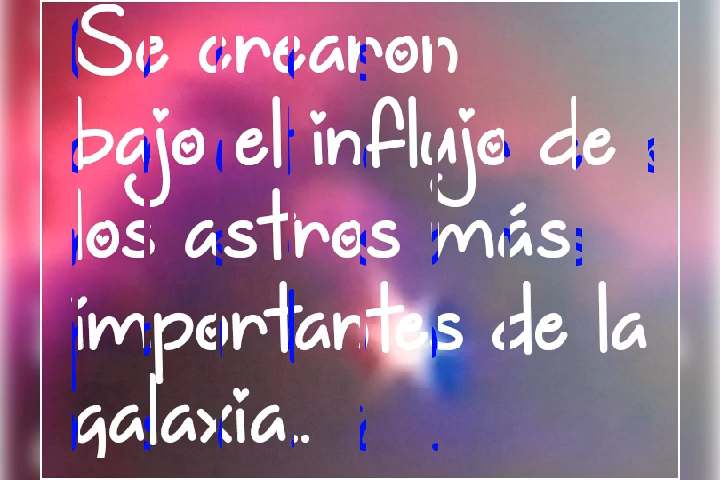 Se crearon
bajo el influjo de
los astros más
importantes de la
galaxia..